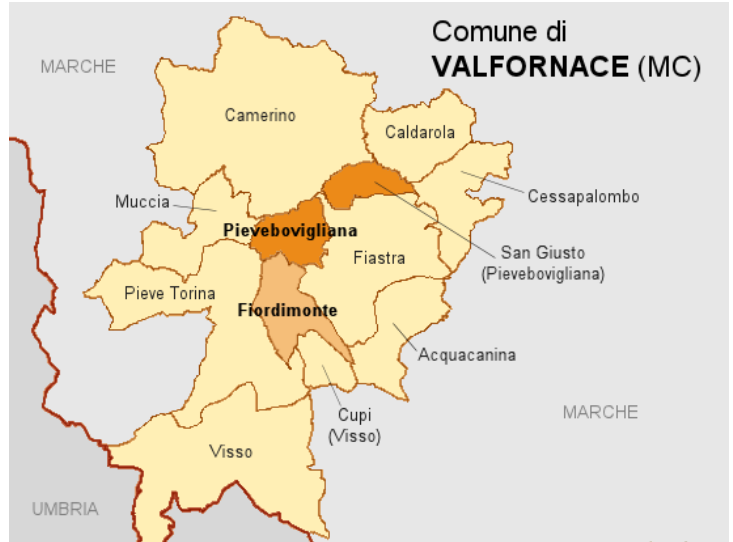 Comune di
VALFORNACE (MC)
MARCHE
Camerino
Caldarola
Muccia
Cessapalombo
Pievebovigliana
San Giusto
(Pievebovigliana)
Fiastra
Pieve Torina
Fiordimonte
Acquacanina
Cupi
(Visso)
MARCHE
Visso
UMBRIA